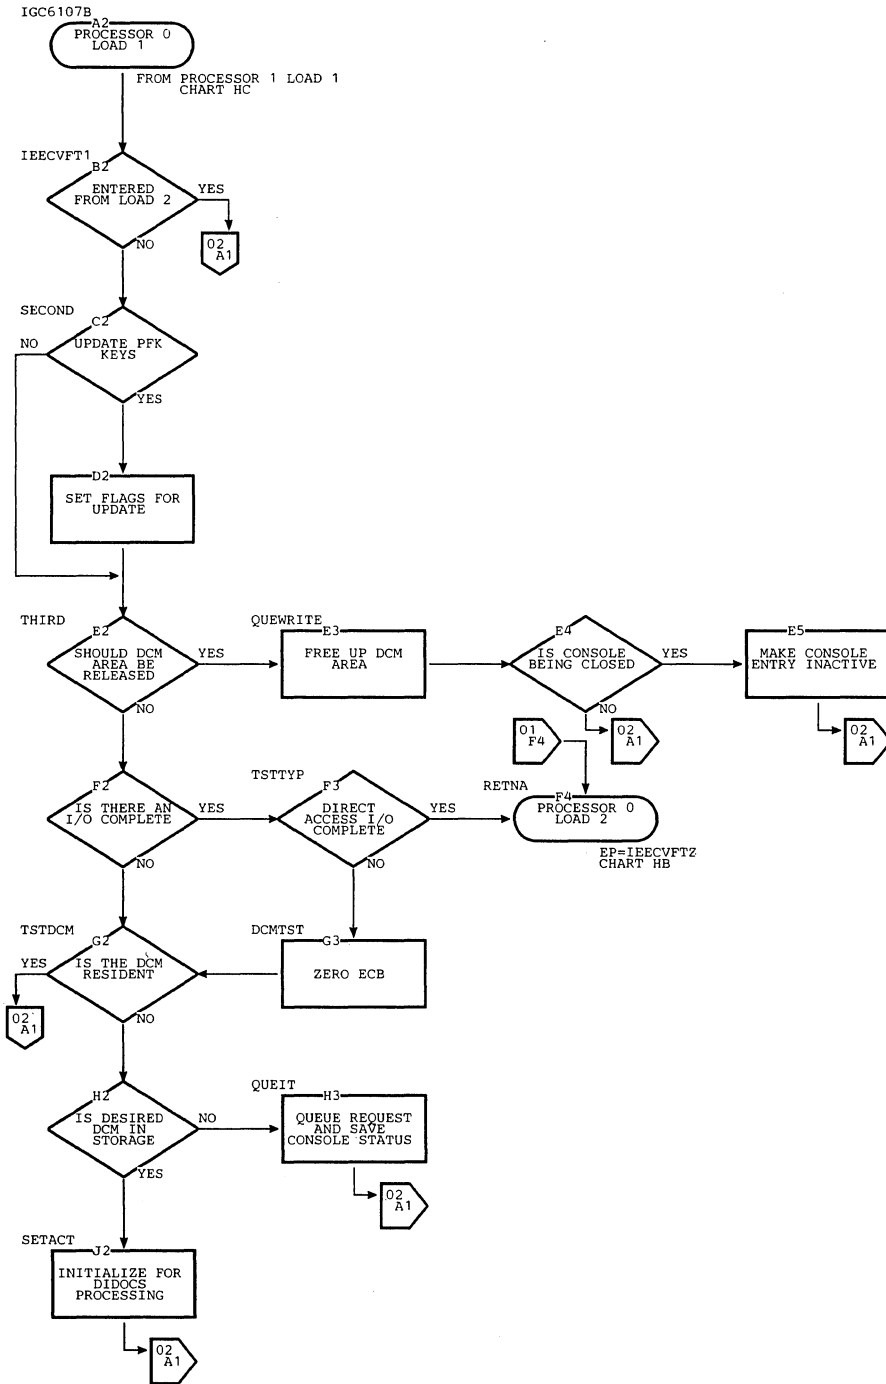 IGC6107B
A2
PROCESSOR 0
LOAD 1
FROM PROCESSOR 1 LOAD 1
CHART HC
IEECVFT1
B2
ENTERED
FROM LOAD 2
YES
NO
02
A1
SECOND
C2
UPDATE PFK
KEYS
NO
YES
D2
SET FLAGS FOR
UPDATE
THIRD
E2
SHOULD DCM
AREA BE
RELEASED
YES
NO
QUEWRITE
E3
FREE UP DCM
AREA
E4
IS CONSOLE
BEING CLOSED
YES
NO
E5
MAKE CONSOLE
ENTRY INACTIVE
01
F4
02
A1
02
A1
F2
IS THERE AN
I/O COMPLETE
YES
NO
TSTTYP
F3
DIRECT
ACCESS I/O
COMPLETE
YES
NO
RETNA
F4
PROCESSOR 0
LOAD 2
EP=IEECVFTZ
CHART HB
TSTDCM
G2
IS THE DCM
RESIDENT
YES
NO
02
A1
DCMTST
G3
ZERO ECB
H2
IS DESIRED
DCM IN
STORAGE
NO
YES
QUEIT
H3
QUEUE REQUEST
AND SAVE
CONSOLE STATUS
02
A1
SETACT
J2
INITIALIZE FOR
DIDOCS
PROCESSING
02
A1